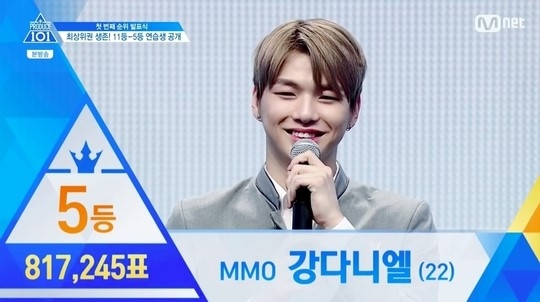 PRODUCE
101
본방송
첫 번째 순위 발표식
최상위권 생존! 11등-5등 연습생 공개
Mnet
5등
817,245표
MMO 강다니엘 (22)